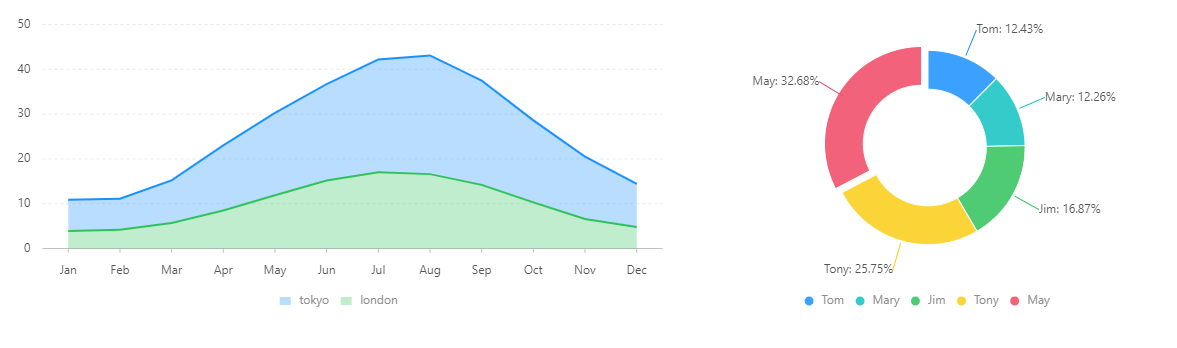 50
40
30
20
10
0
Jan Feb Mar Apr May Jun Jul Aug Sep Oct Nov Dec
tokyo london
Tom: 12.43%
May: 32.68%
Mary: 12.26%
Jim: 16.87%
Tony: 25.75%
Tom Mary Jim Tony May